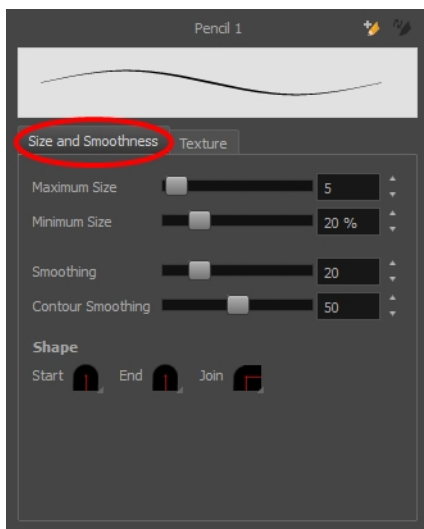 Pencil 1
Size and Smoothness Texture
Maximum Size 5
Minimum Size 20 %
Smoothing 20
Contour Smoothing 50
Shape
Start End Join